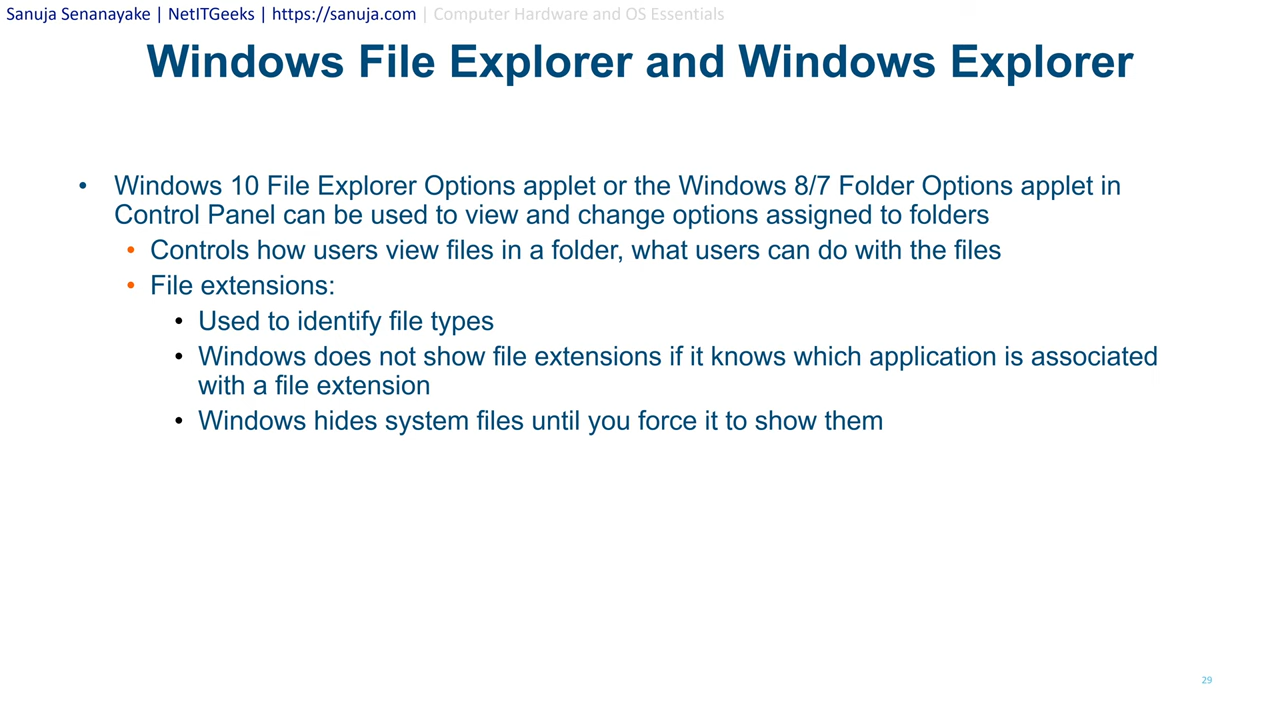 Sanuja Senanayake | NetITGeeks | https://sanuja.com | Computer Hardware and OS Essentials
Windows File Explorer and Windows Explorer
• Windows 10 File Explorer Options applet or the Windows 8/7 Folder Options applet in
Control Panel can be used to view and change options assigned to folders
• Controls how users view files in a folder, what users can do with the files
• File extensions:
• Used to identify file types
• Windows does not show file extensions if it knows which application is associated
with a file extension
• Windows hides system files until you force it to show them
29